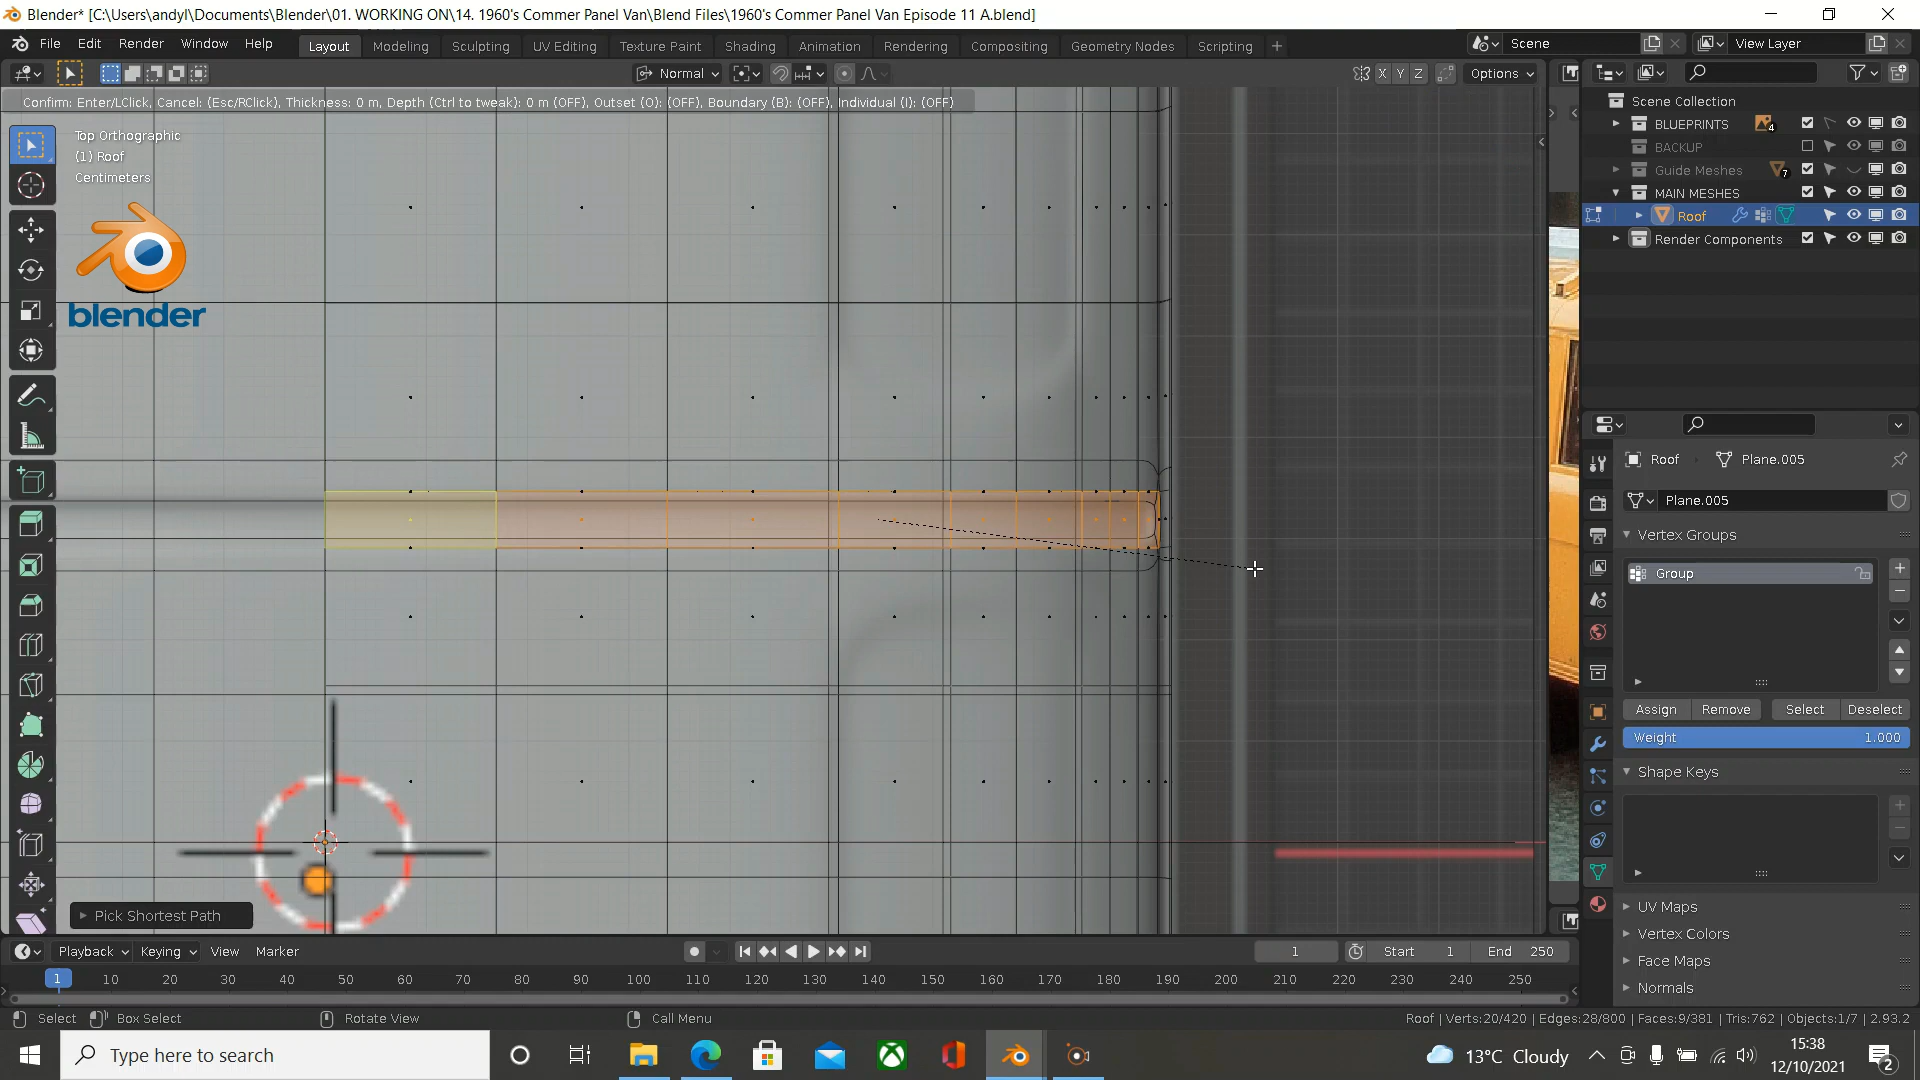 Blender* [C:\Users\andyl\Documents\Blender\01. WORKING ON\14. 1960's Commer Panel Van\Blend Files\1960's Commer Panel Van Episode 11 A.blend]
File Edit Render Window Help Layout Modeling Sculpting UV Editing Texture Paint Shading Animation Rendering Compositing Geometry Nodes Scripting + Scene View Layer
Normal X Y Z Options
Confirm: Enter/LClick, Cancel: (Esc/RClick), Thickness: 0 m, Depth (Ctrl to tweak): 0 m (OFF), Outset (O): (OFF), Boundary (B): (OFF), Individual (I): (OFF)
Top Orthographic
(1) Roof
Centimeters
blender
Scene Collection
BLUEPRINTS 4
BACKUP
Guide Meshes 7
MAIN MESHES
Roof
Render Components
Roof Plane.005
Plane.005
Vertex Groups
Group
Assign Remove Select Deselect
Weight 1.000
Shape Keys
UV Maps
Vertex Colors
Face Maps
Normals
Pick Shortest Path
Playback Keying View Marker 1 Start 1 End 250
1 10 20 30 40 50 60 70 80 90 100 110 120 130 140 150 160 170 180 190 200 210 220 230 240 250
Select Box Select Rotate View Call Menu Roof | Verts:20/420 | Edges:28/800 | Faces:9/381 | Tris:762 | Objects:1/7 | 2.93.2
Type here to search 13°C Cloudy 15:38
12/10/2021 2